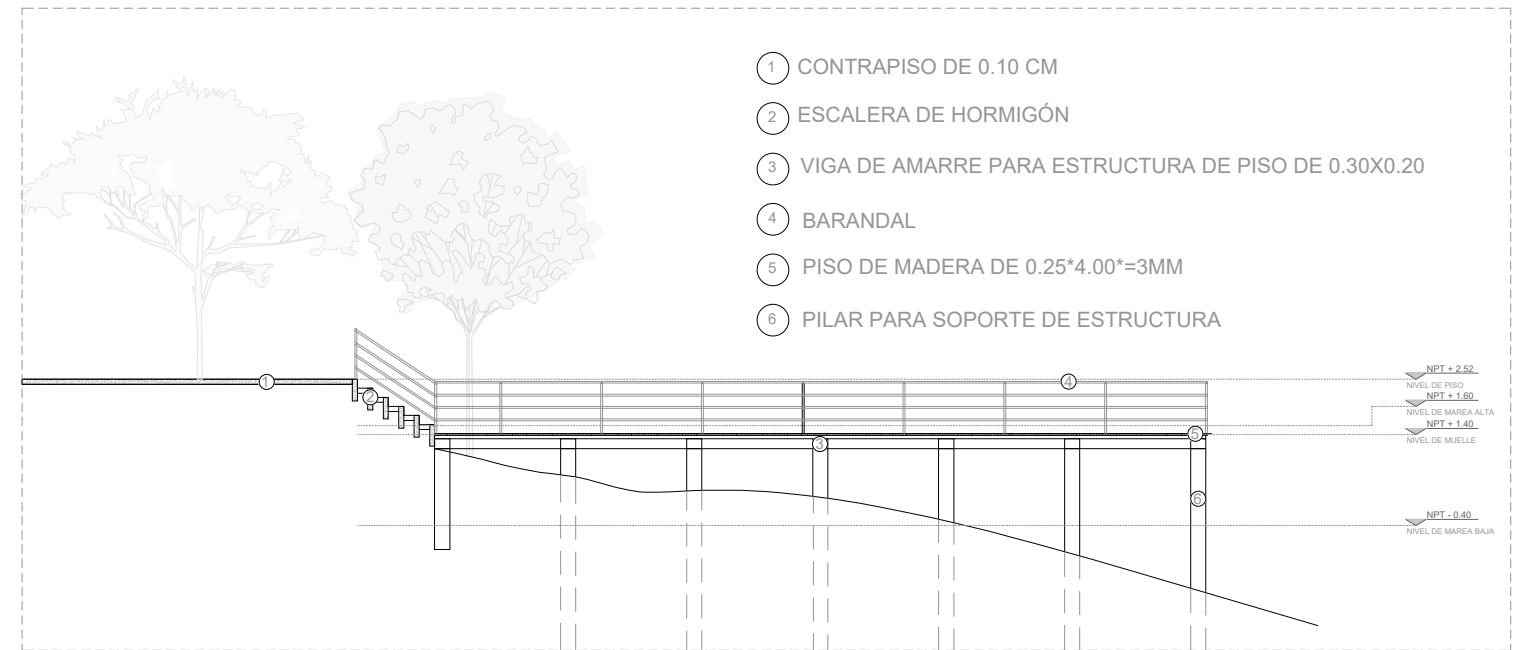 1 CONTRAPISO DE 0.10 CM
2 ESCALERA DE HORMIGÓN
3 VIGA DE AMARRE PARA ESTRUCTURA DE PISO DE 0.30X0.20
4 BARANDAL
5 PISO DE MADERA DE 0.25*4.00*=3MM
6 PILAR PARA SOPORTE DE ESTRUCTURA
NPT + 2.52
NIVEL DE PISO
1
4
2
NPT + 1.60
NIVEL DE MAREA ALTA
NPT + 1.40
5
NIVEL DE MUELLE
3
6
NPT - 0.40
NIVEL DE MAREA BAJA